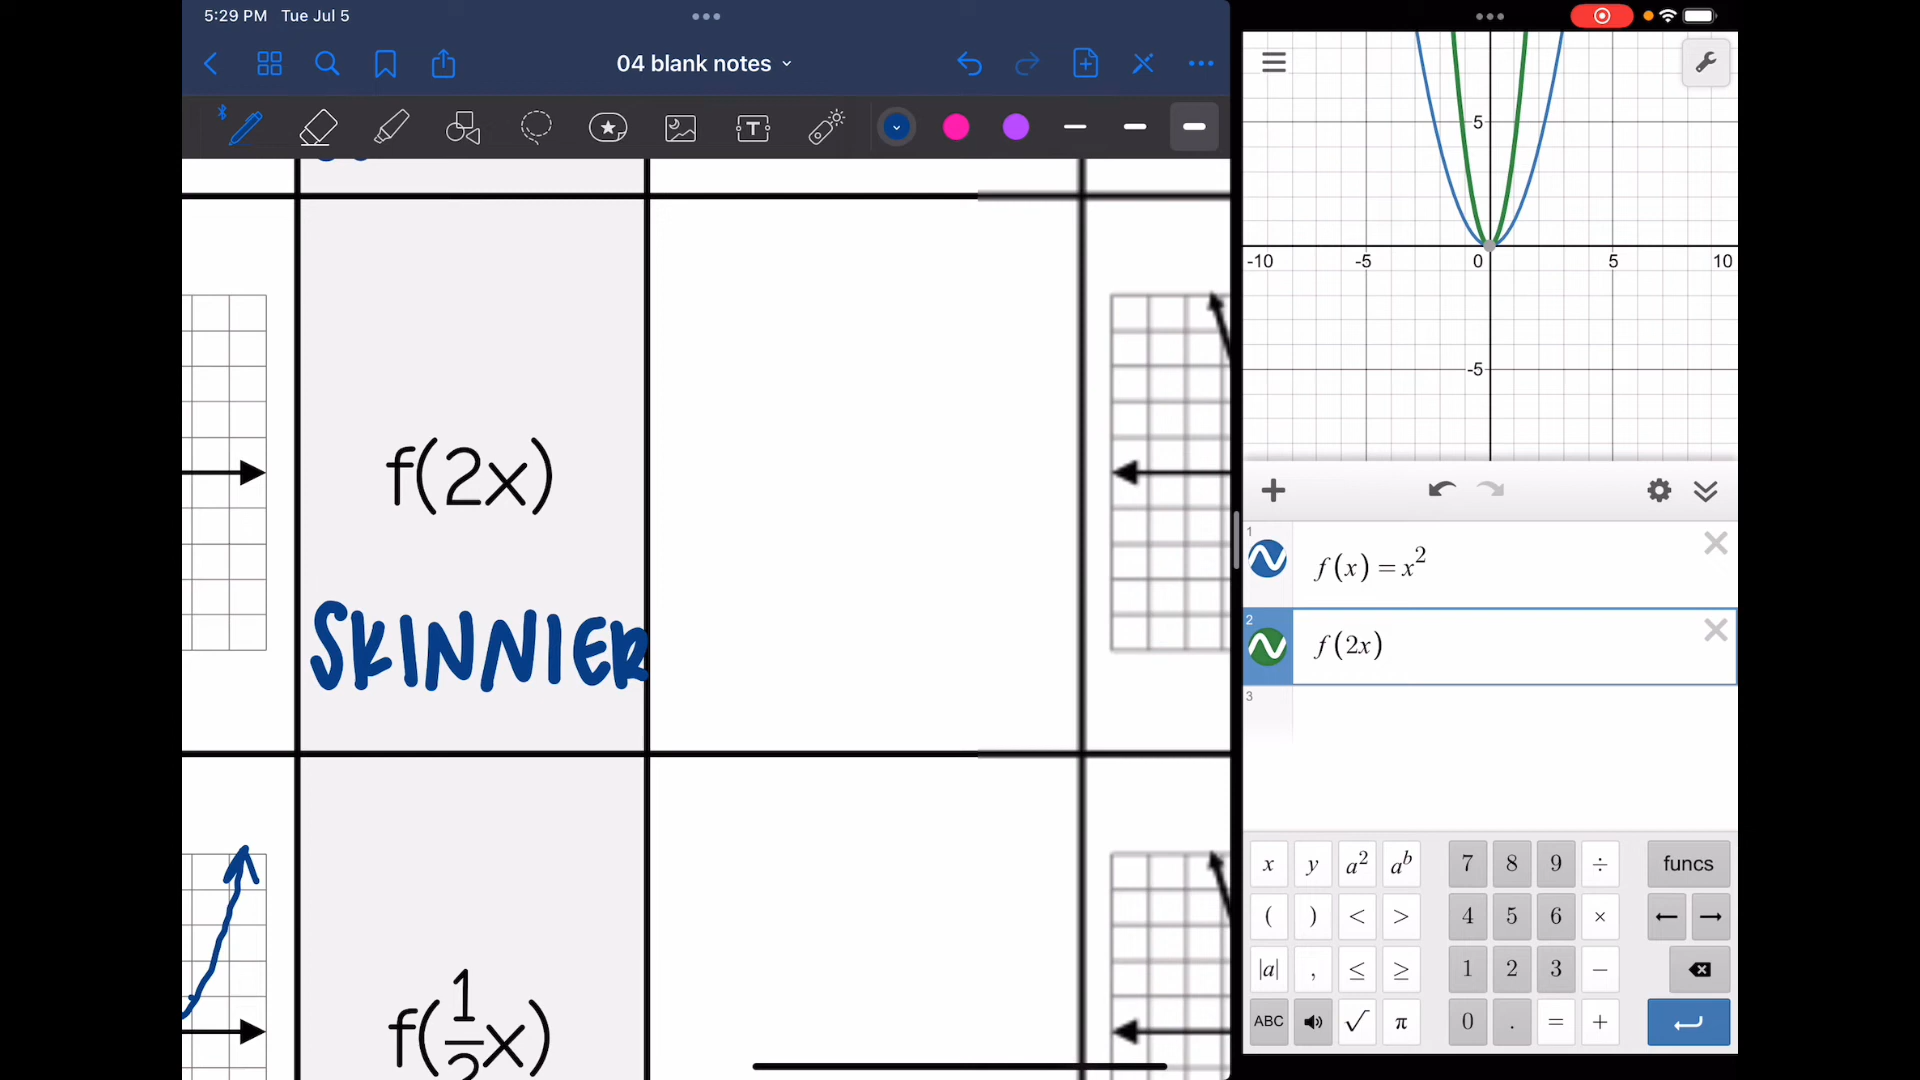 5:29 PM Tue Jul 5
04 blank notes
T
f(2x)
SKINNIER
f(1/2x)
5
-10 -5 0 5 10
-5
1
f(x) = x²
2
f(2x)
3
x y a² aᵇ 7 8 9 ÷ funcs
( ) < > 4 5 6 × ← →
|a| , ≤ ≥ 1 2 3 −
ABC √ π 0 . = +